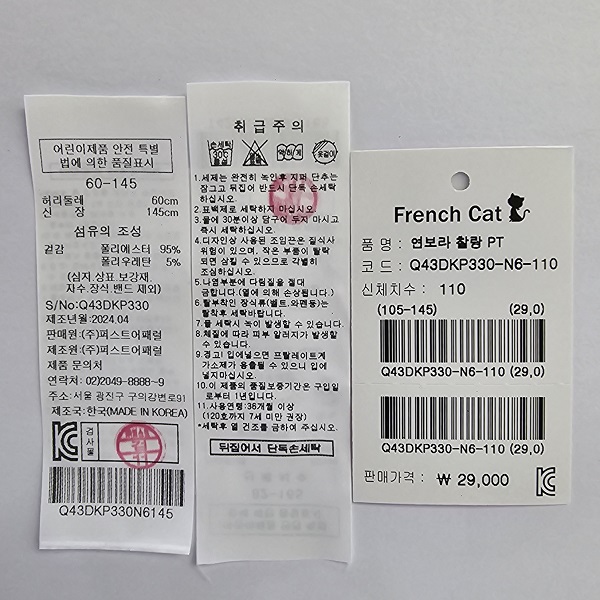 어린이제품 안전 특별
법에 의한 품질표시
60-145
허리둘레 60cm
신 장 145cm
섬유의 조성
겉감 폴리에스터 95%
폴리우레탄 5%
(심지.상표.보강재.
자수.장식.밴드 제외)
S/No:Q43DKP330
제조년월:2024.04
판매원:(주)퍼스트어패럴
제조원:(주)퍼스트어패럴
제품 문의처
연락처: 02)2049-8888~9
주소:서울 광진구 구의강변로91
제조국:한국(MADE IN KOREA)
검사필
Q43DKP330N6145
취급주의
손세탁
30℃
중성
약하게
옷걸이
1.세제는 완전히 녹인후 지퍼 단추는
잠그고 뒤집어 반드시 단독 손세탁
하십시요.
2.표백제로 세탁하지 마십시요.
3.물에 30분이상 담구어 두지 마시고
즉시 세탁하십시요.
4.디자인상 사용된 조임끈은 질식사
위험이 있으며, 작은 부품이 탈락
되면 삼킬 수 있으므로 각별히
조심하십시요.
5.나염부분에 다림질을 절대
금합니다.(열에 의해 손상됩니다.)
6.탈부착인 장식류(벨트.와펜등)는
탈착후 세탁바랍니다.
7.물 세탁시 녹이 발생할 수 있습니다.
8.체질에 따라 피부 알러지가 발생할
수 있습니다.
9.경고! 입에넣으면 프탈레이트계
가소제가 용출될 수 있으니 입에
넣지 마십시요.
10.이 제품의 품질보증기간은 구입일
로부터 1년입니다.
11.사용연령:36개월 이상
(120호까지 7세 미만 권장)
*세탁후 열 건조를 금하여 주십시요.
뒤집어서 단독손세탁
French Cat
품 명 : 연보라 찰랑 PT
코 드 : Q43DKP330-N6-110
신체치수 : 110
(105-145) (29,0)
Q43DKP330-N6-110 (29,0)
Q43DKP330-N6-110 (29,0)
판매가격 : ₩ 29,000